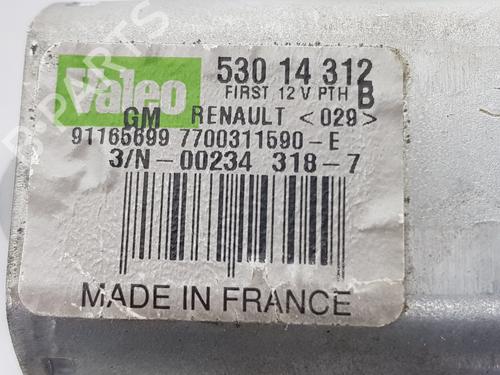 Valeo
530 14 312
FIRST 12 V PTH B
GM RENAULT <029>
91165699 7700311590-E
3/N-00234 318-7
MADE IN FRANCE